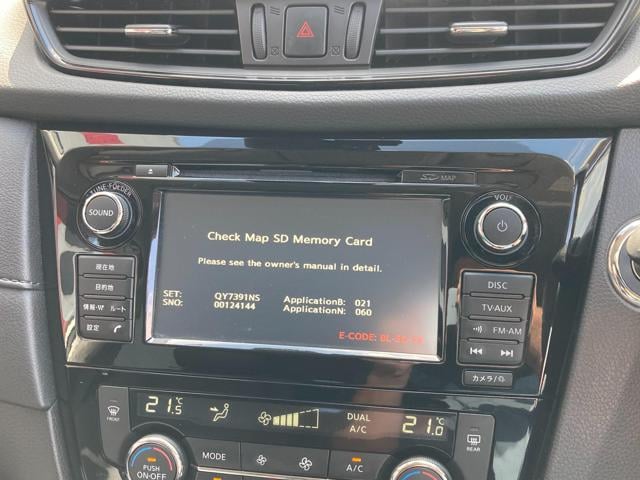 SD MAP
TUNE·FOLDER
SOUND
VOL
現在地
目的地
情報·VP ルート
設定
Check Map SD Memory Card
Please see the owner's manual in detail.
SET: QY7391NS ApplicationB: 021
SNO: 00124144 ApplicationN: 060
E-CODE:
DISC
TV·AUX
FM·AM
カメラ/
FRONT
21.5 °C
DUAL
A/C
21.0 °C
REAR
MODE
A/C
PUSH
ON·OFF